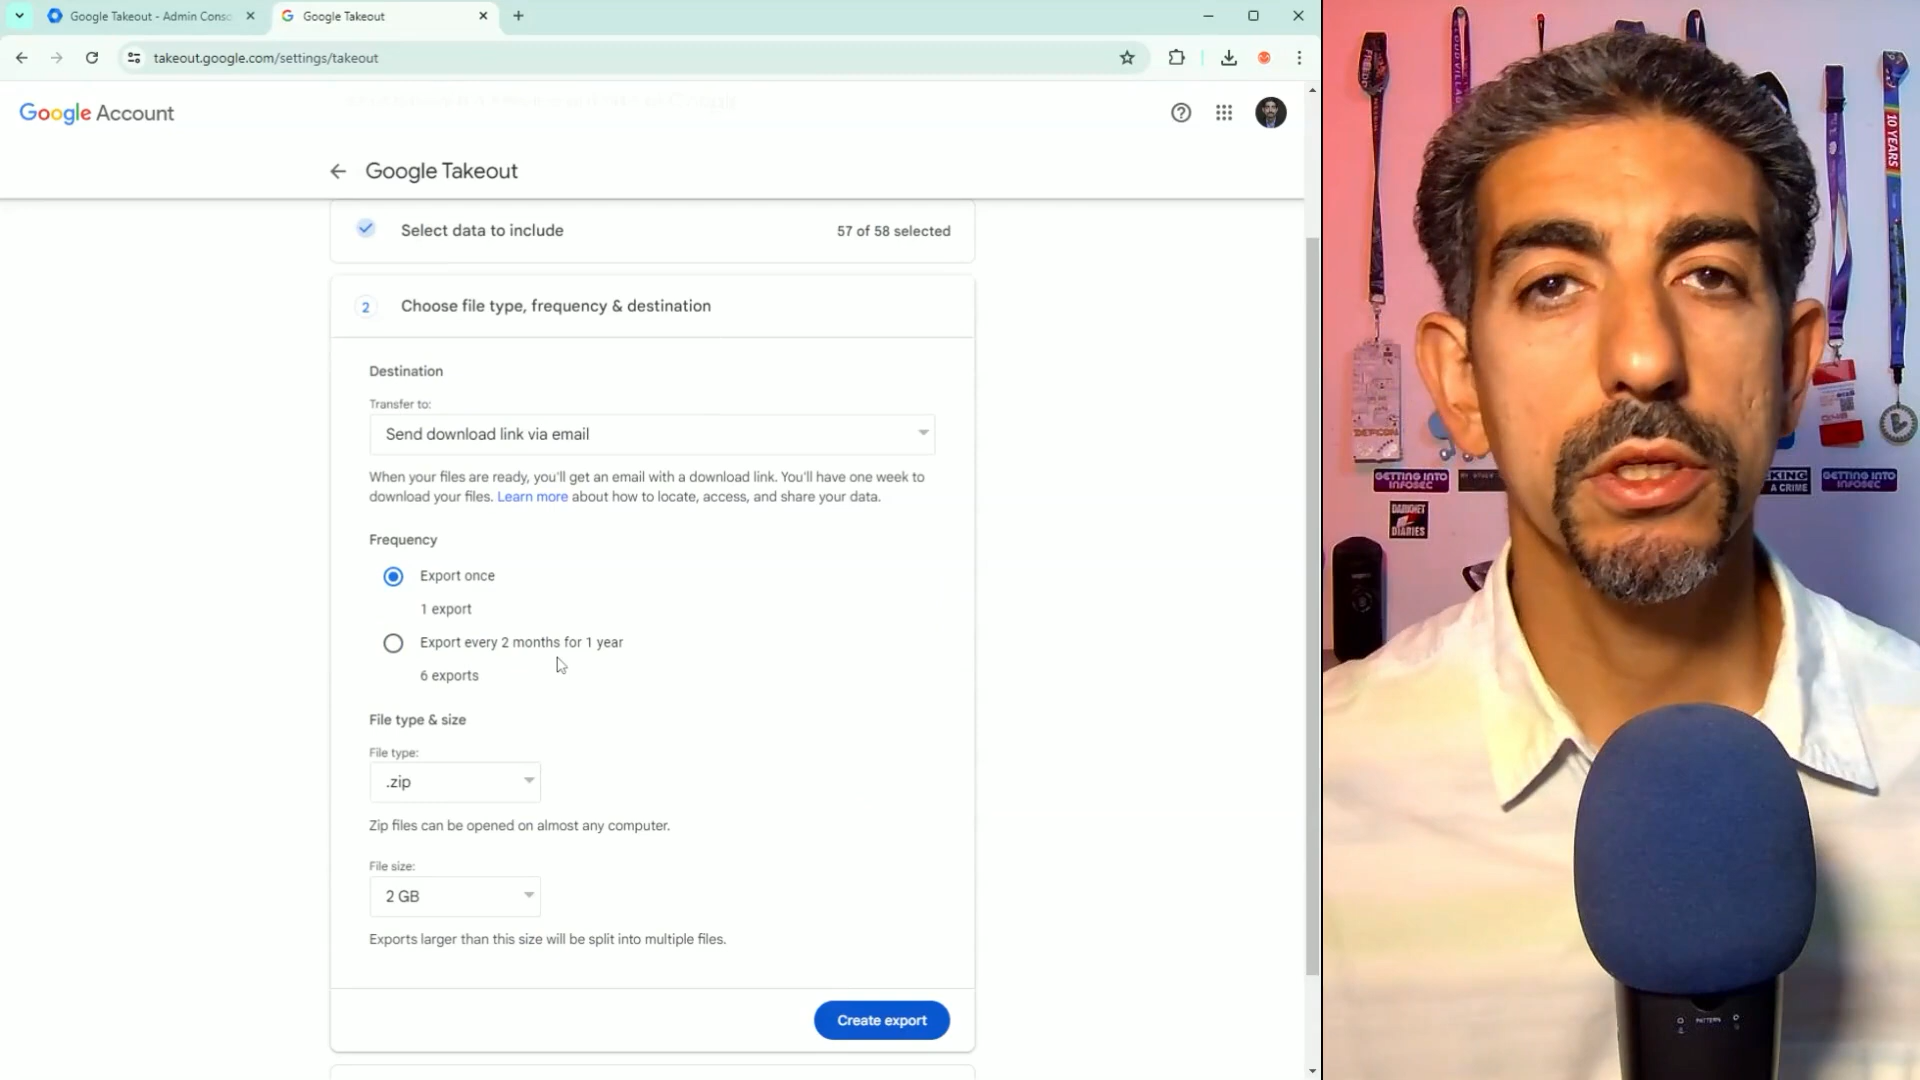 Google Takeout - Admin Conso
Google Takeout
takeout.google.com/settings/takeout
Google Account
Google Takeout
Select data to include
57 of 58 selected
2
Choose file type, frequency & destination
Destination
Transfer to:
Send download link via email
When your files are ready, you'll get an email with a download link. You'll have one week to
download your files. Learn more about how to locate, access, and share your data.
Frequency
Export once
1 export
Export every 2 months for 1 year
6 exports
File type & size
File type:
.zip
Zip files can be opened on almost any computer.
File size:
2 GB
Exports larger than this size will be split into multiple files.
Create export
10 YEARS
DEFCON
GETTING INTO
INFOSEC
KING
A CRIME
GETTING INTO
INFOSEC
DARKNET
DIARIES
PATTERN